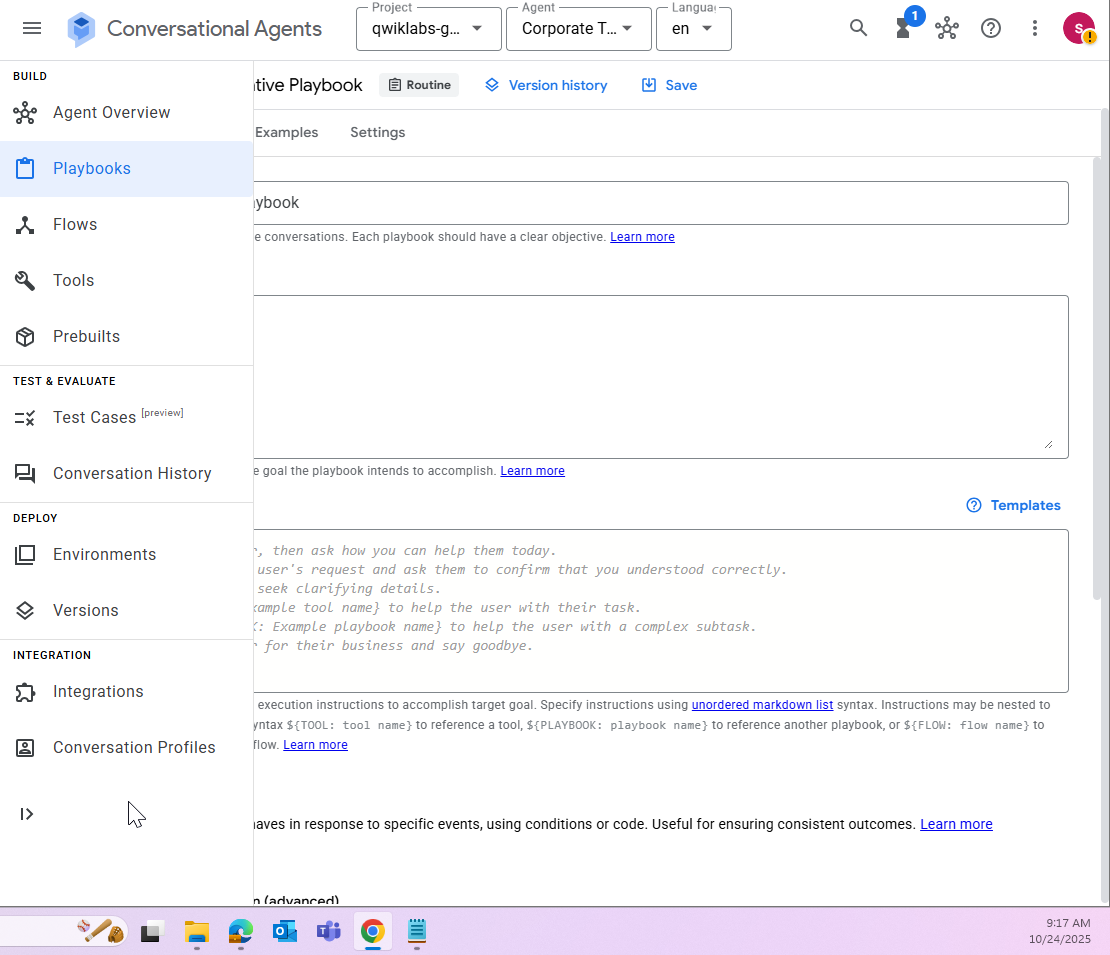 Conversational Agents
Project
qwiklabs-g...
Agent
Corporate T...
Langua
en
1
S
!
BUILD
Agent Overview
Playbooks
Flows
Tools
Prebuilts
TEST & EVALUATE
Test Cases [preview]
Conversation History
DEPLOY
Environments
Versions
INTEGRATION
Integrations
Conversation Profiles
tive Playbook
Routine
Version history
Save
Examples
Settings
ybook
e conversations. Each playbook should have a clear objective. Learn more
e goal the playbook intends to accomplish. Learn more
Templates
r, then ask how you can help them today.
user's request and ask them to confirm that you understood correctly.
seek clarifying details.
xample tool name} to help the user with their task.
K: Example playbook name} to help the user with a complex subtask.
r for their business and say goodbye.
execution instructions to accomplish target goal. Specify instructions using unordered markdown list syntax. Instructions may be nested to
yntax ${TOOL: tool name} to reference a tool, ${PLAYBOOK: playbook name} to reference another playbook, or ${FLOW: flow name} to
flow. Learn more
aves in response to specific events, using conditions or code. Useful for ensuring consistent outcomes. Learn more
n (advanced)
9:17 AM
10/24/2025